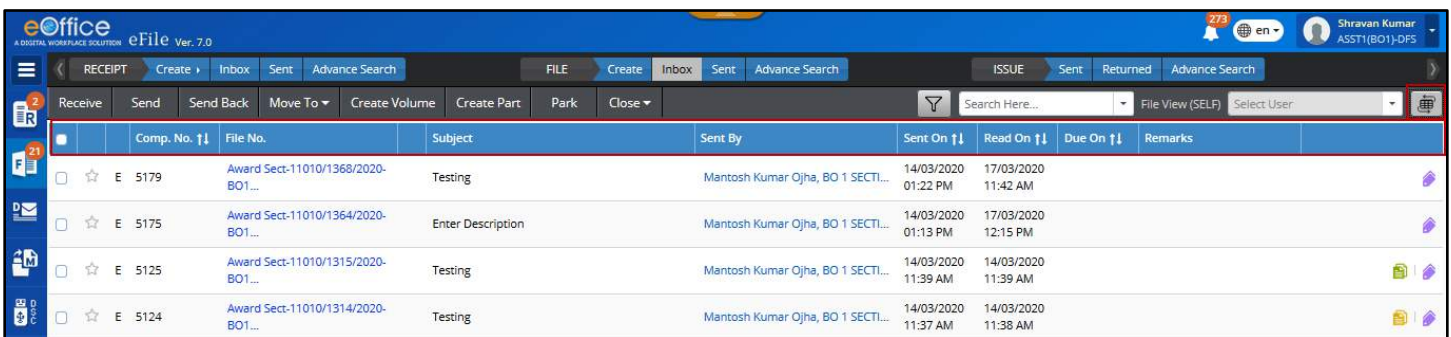 eOffice
A DIGITAL WORKPLACE SOLUTION eFile Ver. 7.0
273 en Shravan Kumar
ASST1(BO1)-DFS
RECEIPT Create Inbox Sent Advance Search FILE Create Inbox Sent Advance Search ISSUE Sent Returned Advance Search
2 R Receive Send Send Back Move To Create Volume Create Part Park Close Search Here... File View (SELF) Select User
Comp. No. File No. Subject Sent By Sent On Read On Due On Remarks
21 F E 5179 Award Sect-11010/1368/2020- Testing Mantosh Kumar Ojha, BO 1 SECTI... 14/03/2020 17/03/2020
BO1... 01:22 PM 11:42 AM
D E 5175 Award Sect-11010/1364/2020- Enter Description Mantosh Kumar Ojha, BO 1 SECTI... 14/03/2020 17/03/2020
BO1... 01:13 PM 12:15 PM
M E 5125 Award Sect-11010/1315/2020- Testing Mantosh Kumar Ojha, BO 1 SECTI... 14/03/2020 14/03/2020
BO1... 11:39 AM 11:39 AM
DSC E 5124 Award Sect-11010/1314/2020- Testing Mantosh Kumar Ojha, BO 1 SECTI... 14/03/2020 14/03/2020
BO1... 11:37 AM 11:38 AM